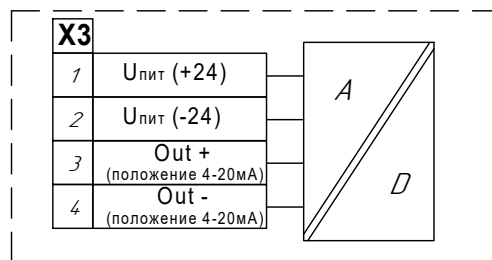 X3
1 Uпит (+24)
2 Uпит (-24)
3 Out +
(положение 4-20мА)
4 Out -
(положение 4-20мА)
A
D